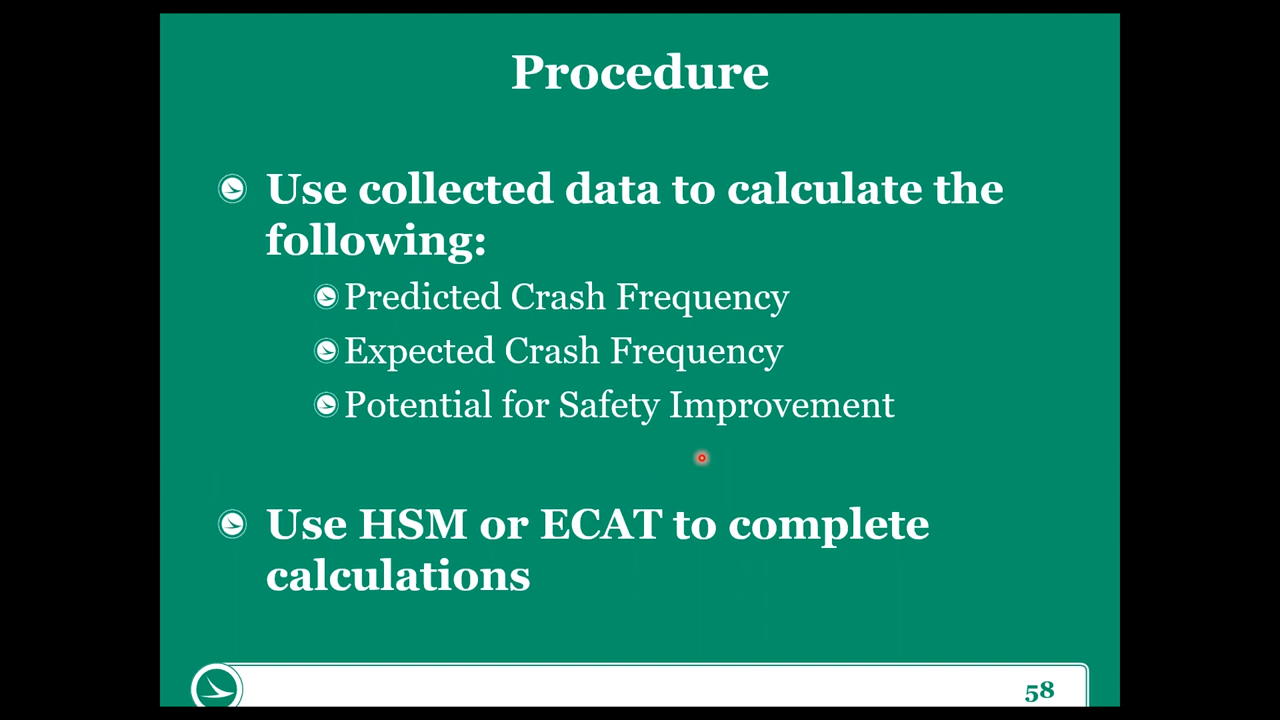 Procedure
Use collected data to calculate the
following:
Predicted Crash Frequency
Expected Crash Frequency
Potential for Safety Improvement
Use HSM or ECAT to complete
calculations
58